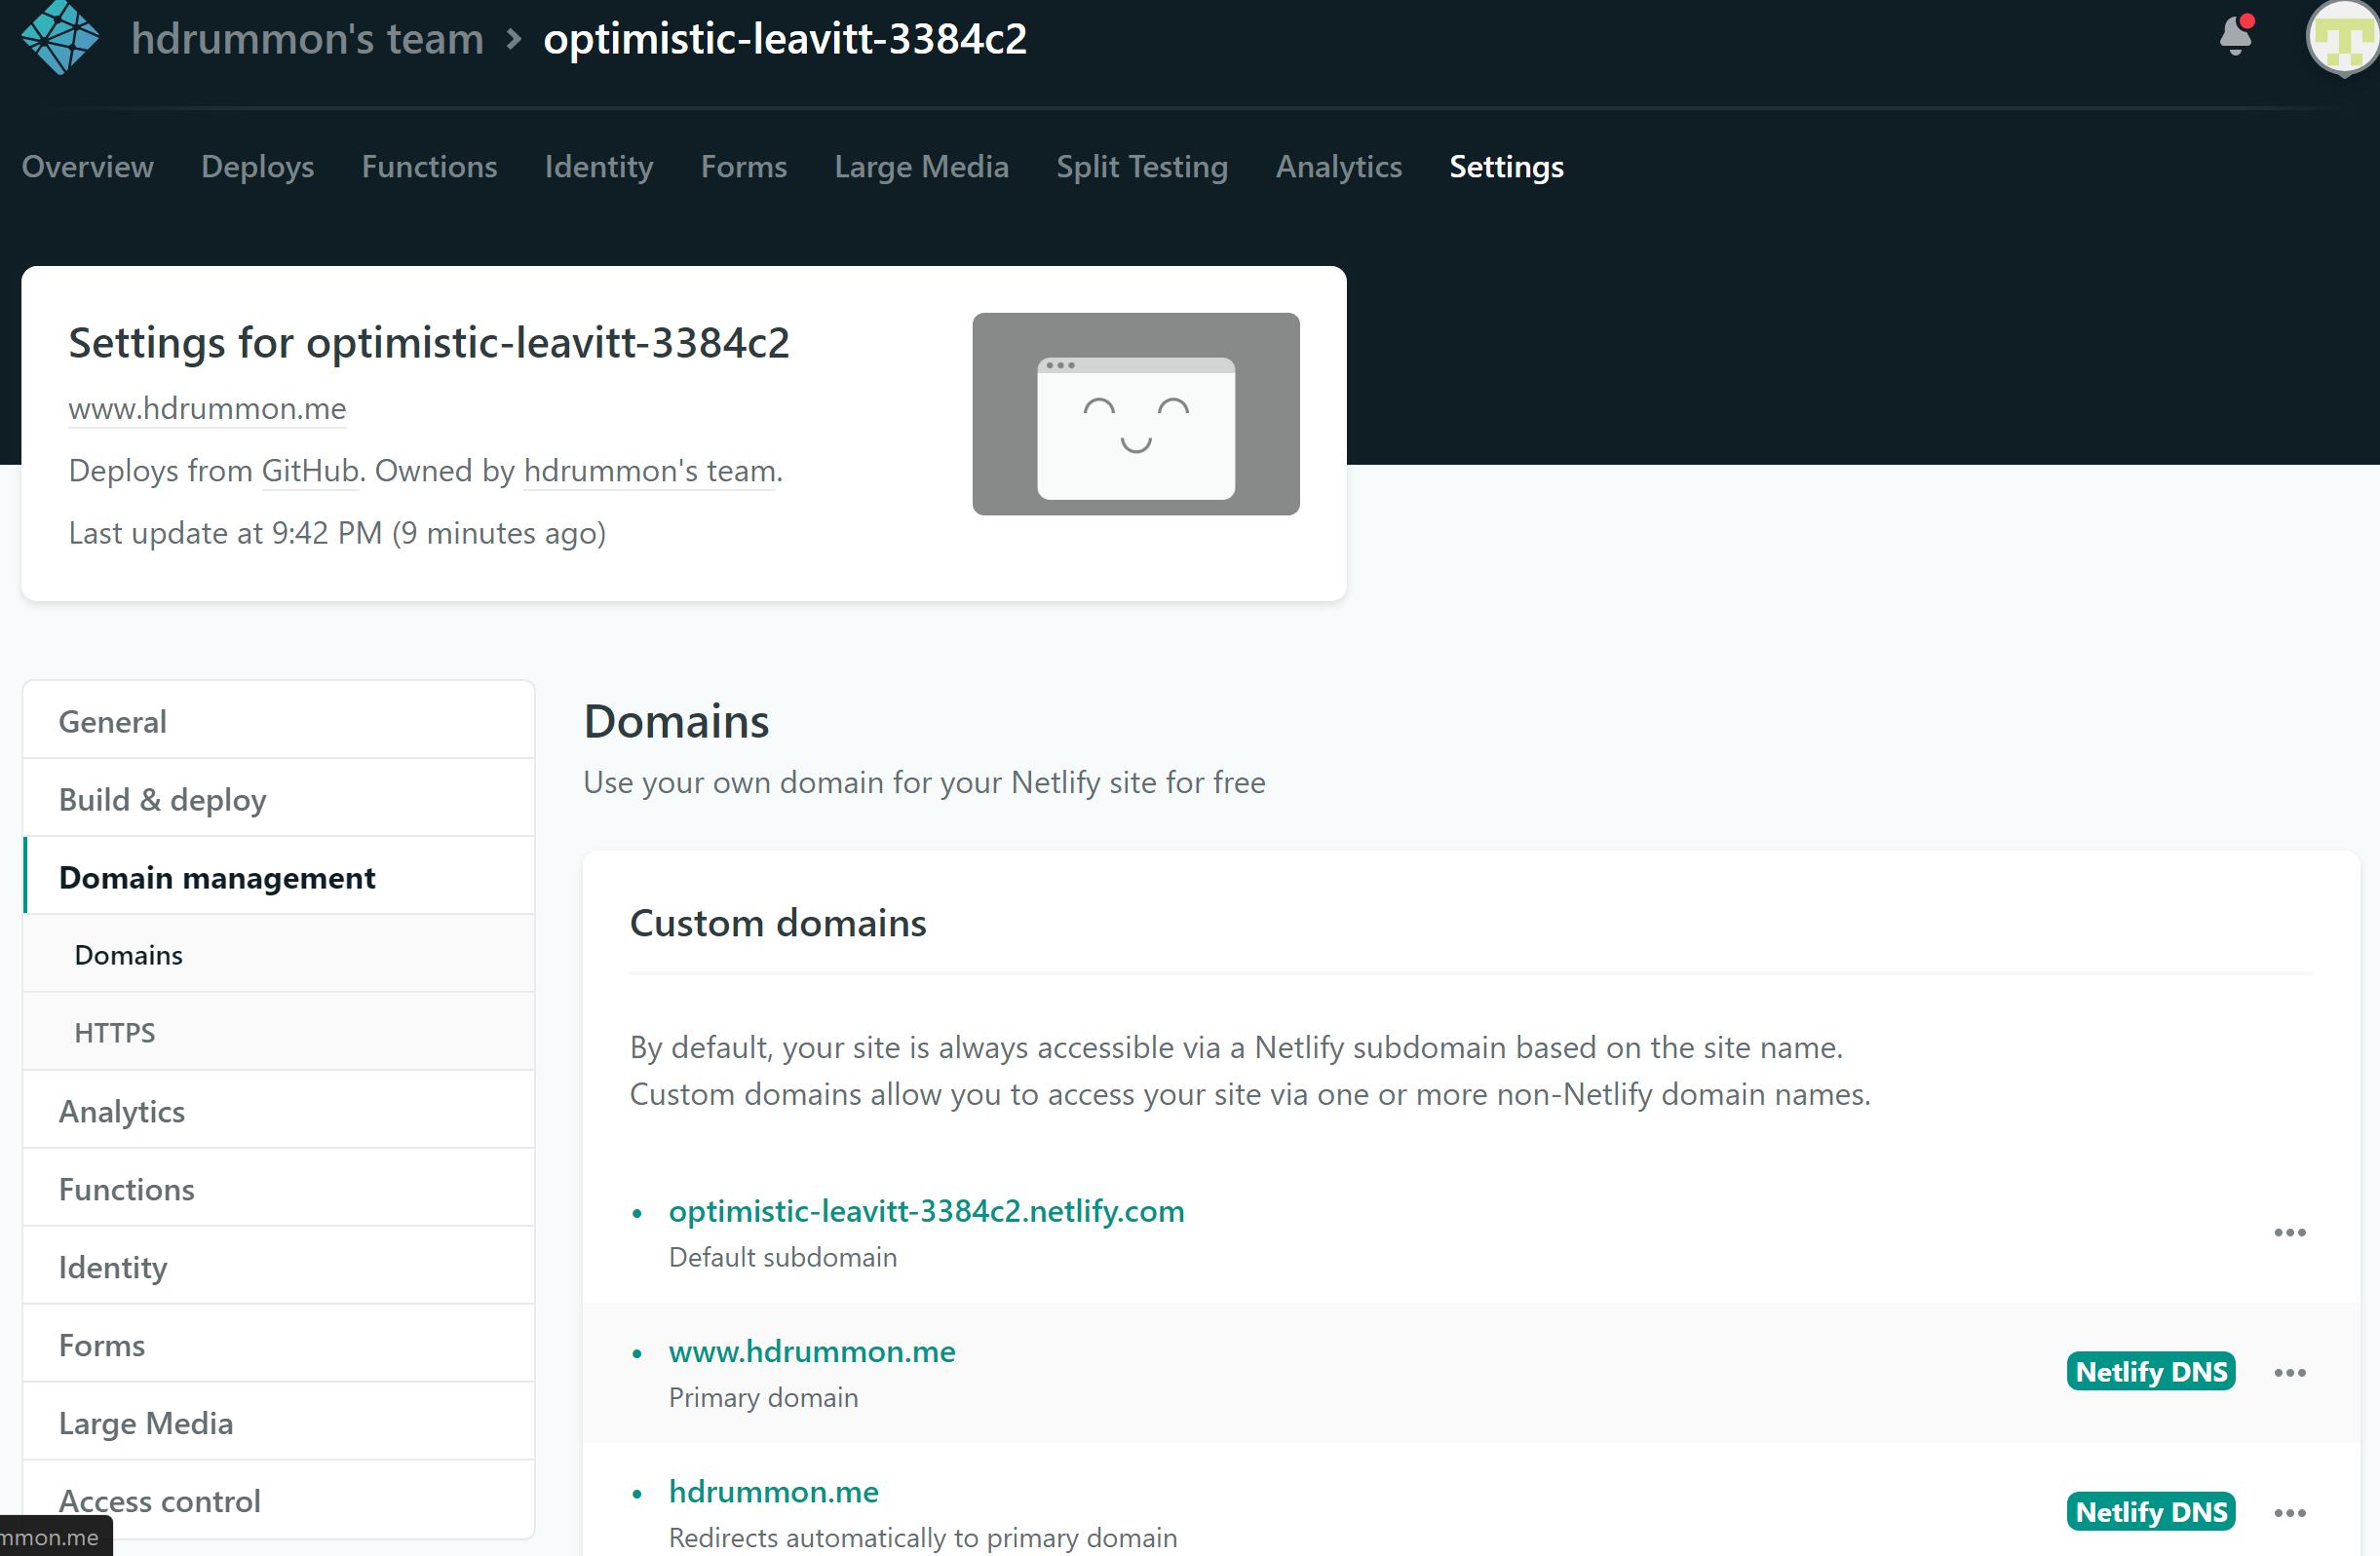 hdrummon's team > optimistic-leavitt-3384c2
Overview Deploys Functions Identity Forms Large Media Split Testing Analytics Settings
Settings for optimistic-leavitt-3384c2
www.hdrummon.me
Deploys from GitHub. Owned by hdrummon's team.
Last update at 9:42 PM (9 minutes ago)
General
Build & deploy
Domain management
Domains
HTTPS
Analytics
Functions
Identity
Forms
Large Media
Access control
mmon.me
Domains
Use your own domain for your Netlify site for free
Custom domains
By default, your site is always accessible via a Netlify subdomain based on the site name.
Custom domains allow you to access your site via one or more non-Netlify domain names.
• optimistic-leavitt-3384c2.netlify.com
Default subdomain
• www.hdrummon.me
Primary domain
Netlify DNS
• hdrummon.me
Redirects automatically to primary domain
Netlify DNS